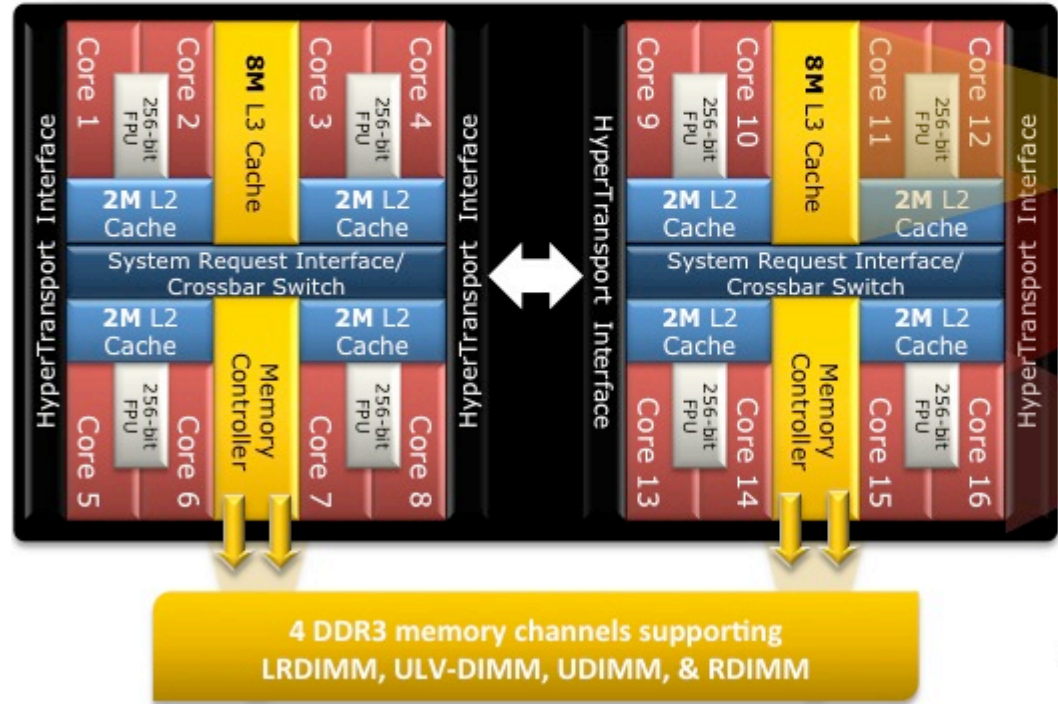 HyperTransport Interface
Core 1
256-bit
FPU
Core 2
8M L3 Cache
Core 3
256-bit
FPU
Core 4
2M L2
Cache
2M L2
Cache
System Request Interface/
Crossbar Switch
2M L2
Cache
2M L2
Cache
Core 5
256-bit
FPU
Core 6
Memory
Controller
Core 7
256-bit
FPU
Core 8
HyperTransport Interface
HyperTransport Interface
Core 9
256-bit
FPU
Core 10
8M L3 Cache
Core 11
256-bit
FPU
Core 12
2M L2
Cache
2M L2
Cache
System Request Interface/
Crossbar Switch
2M L2
Cache
2M L2
Cache
Core 13
256-bit
FPU
Core 14
Memory
Controller
Core 15
256-bit
FPU
Core 16
HyperTransport Interface
4 DDR3 memory channels supporting
LRDIMM, ULV-DIMM, UDIMM, & RDIMM